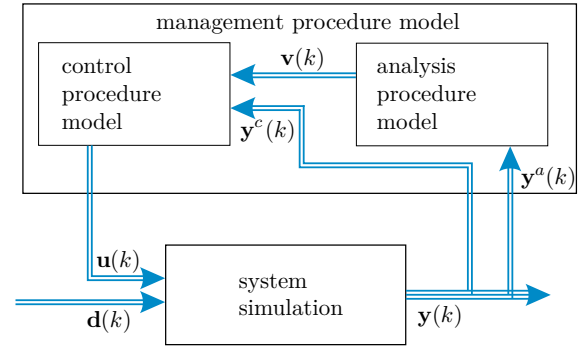 management procedure model
control
procedure
model
v(k)
analysis
procedure
model
y^c(k)
y^a(k)
u(k)
d(k)
system
simulation
y(k)